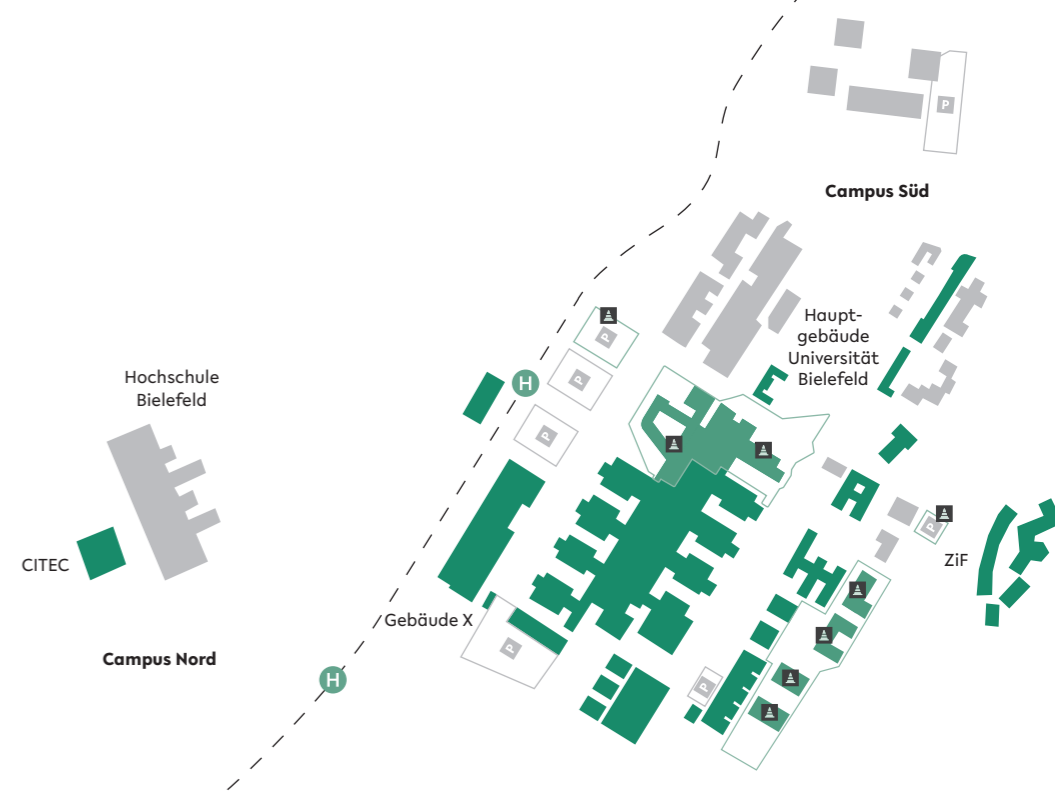 P
Campus Süd
Haupt-
gebäude
Universität
Bielefeld
P
H
P
P
Hochschule
Bielefeld
CITEC
Campus Nord
H
Gebäude X
P
P
P
ZiF